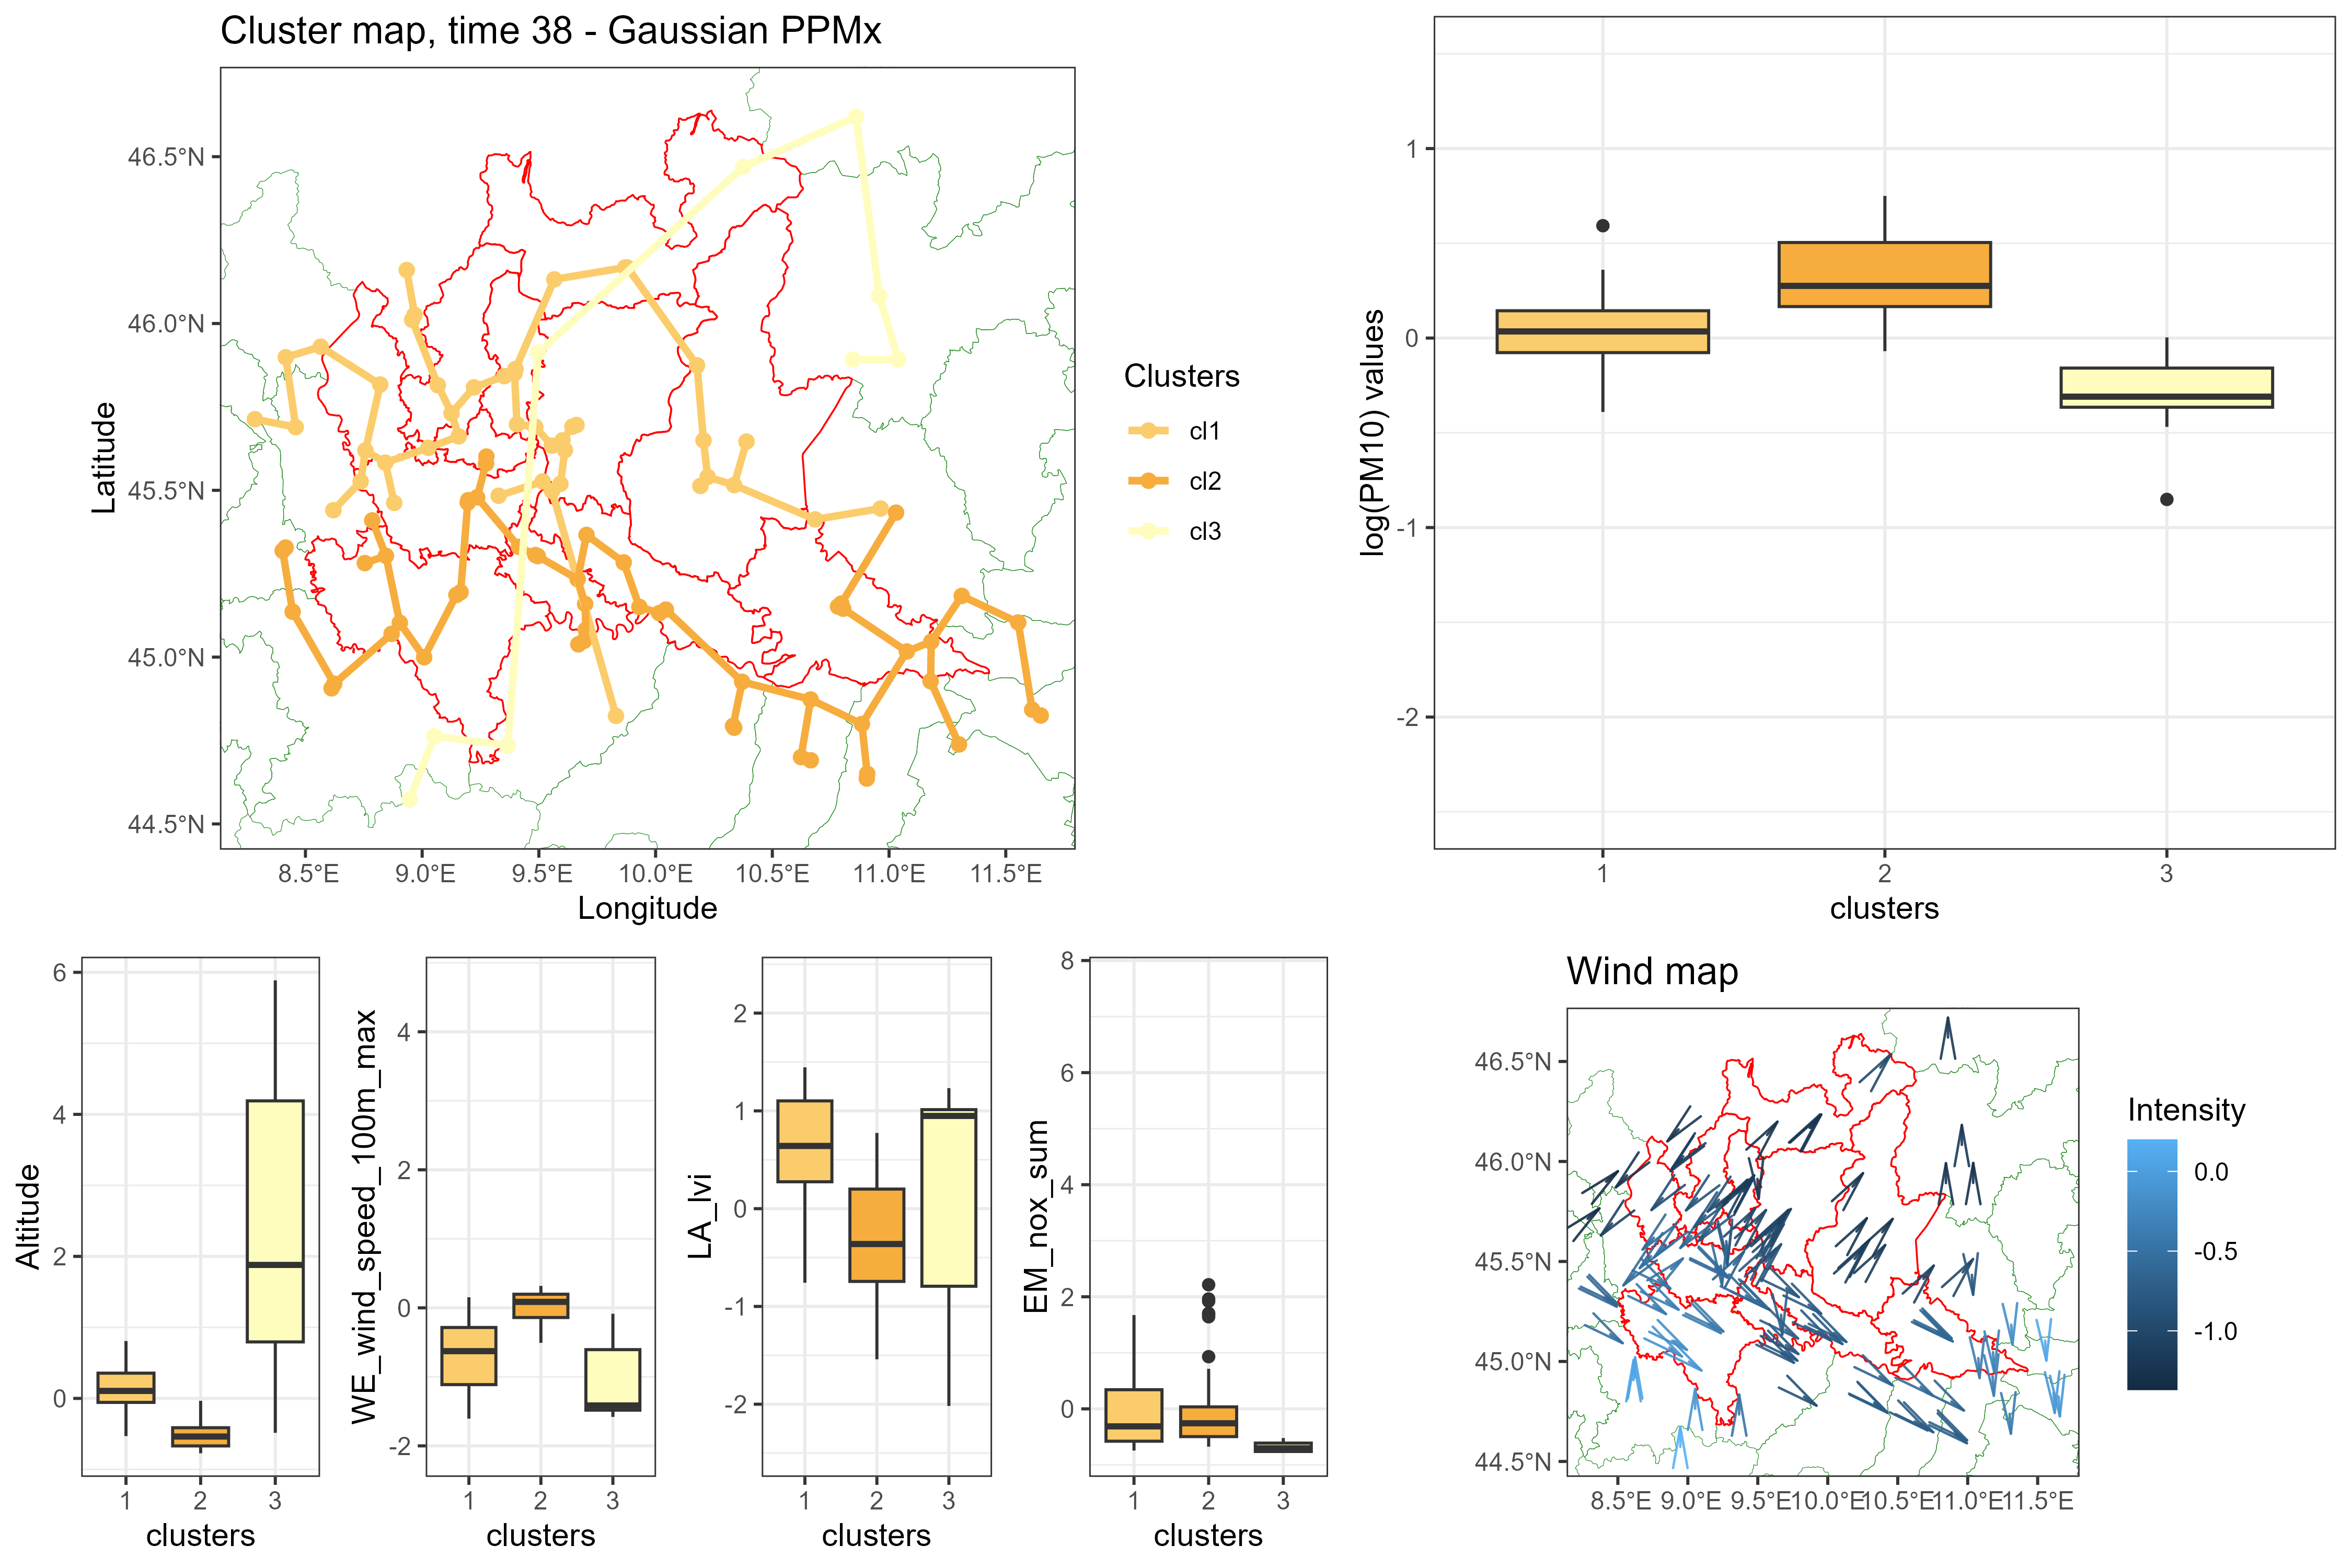 Cluster map, time 38 - Gaussian PPMx
46.5°N
46.0°N
45.5°N
45.0°N
44.5°N
Latitude
8.5°E 9.0°E 9.5°E 10.0°E 10.5°E 11.0°E 11.5°E
Longitude
Clusters
cl1
cl2
cl3
log(PM10) values
1
0
-1
-2
1 2 3
clusters
Altitude
6
4
2
0
1 2 3
clusters
WE_wind_speed_100m_max
4
2
0
-2
1 2 3
clusters
LA_lvi
2
1
0
-1
-2
1 2 3
clusters
EM_nox_sum
8
6
4
2
0
1 2 3
clusters
Wind map
46.5°N
46.0°N
45.5°N
45.0°N
44.5°N
8.5°E 9.0°E 9.5°E 10.0°E 10.5°E 11.0°E 11.5°E
Intensity
0.0
-0.5
-1.0